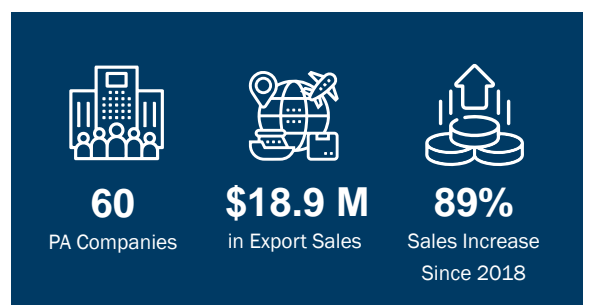 60
PA Companies
$18.9 M
in Export Sales
89%
Sales Increase
Since 2018